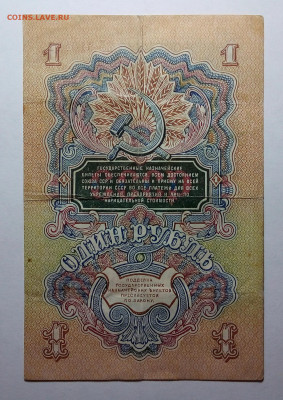 COINS.LAVE.RU
1 1
ГОСУДАРСТВЕННЫЕ КАЗНАЧЕЙСКИЕ
БИЛЕТЫ ОБЕСПЕЧИВАЮТСЯ ВСЕМ ДОСТОЯНИЕМ
СОЮЗА ССР И ОБЯЗАТЕЛЬНЫ К ПРИЕМУ НА ВСЕЙ
ТЕРРИТОРИИ СССР ВО ВСЕ ПЛАТЕЖИ ДЛЯ ВСЕХ
УЧРЕЖДЕНИЙ, ПРЕДПРИЯТИЙ И ЛИЦ ПО
НАРИЦАТЕЛЬНОЙ СТОИМОСТИ
ОДИН РУБЛЬ
ПОДДЕЛКА
ГОСУДАРСТВЕННЫХ
КАЗНАЧЕЙСКИХ БИЛЕТОВ
ПРЕСЛЕДУЕТСЯ
ПО ЗАКОНУ
1 1